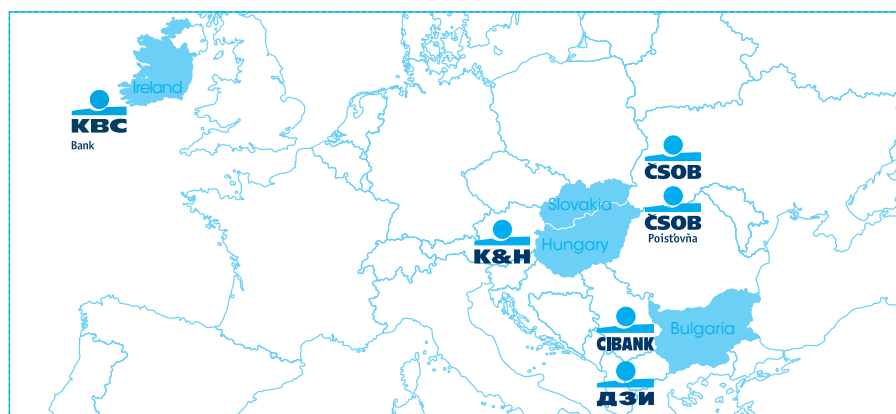 Ireland
KBC
Bank
ČSOB
Slovakia
ČSOB
Poisťovňa
Hungary
K&H
Bulgaria
CIBANK
ДЗИ